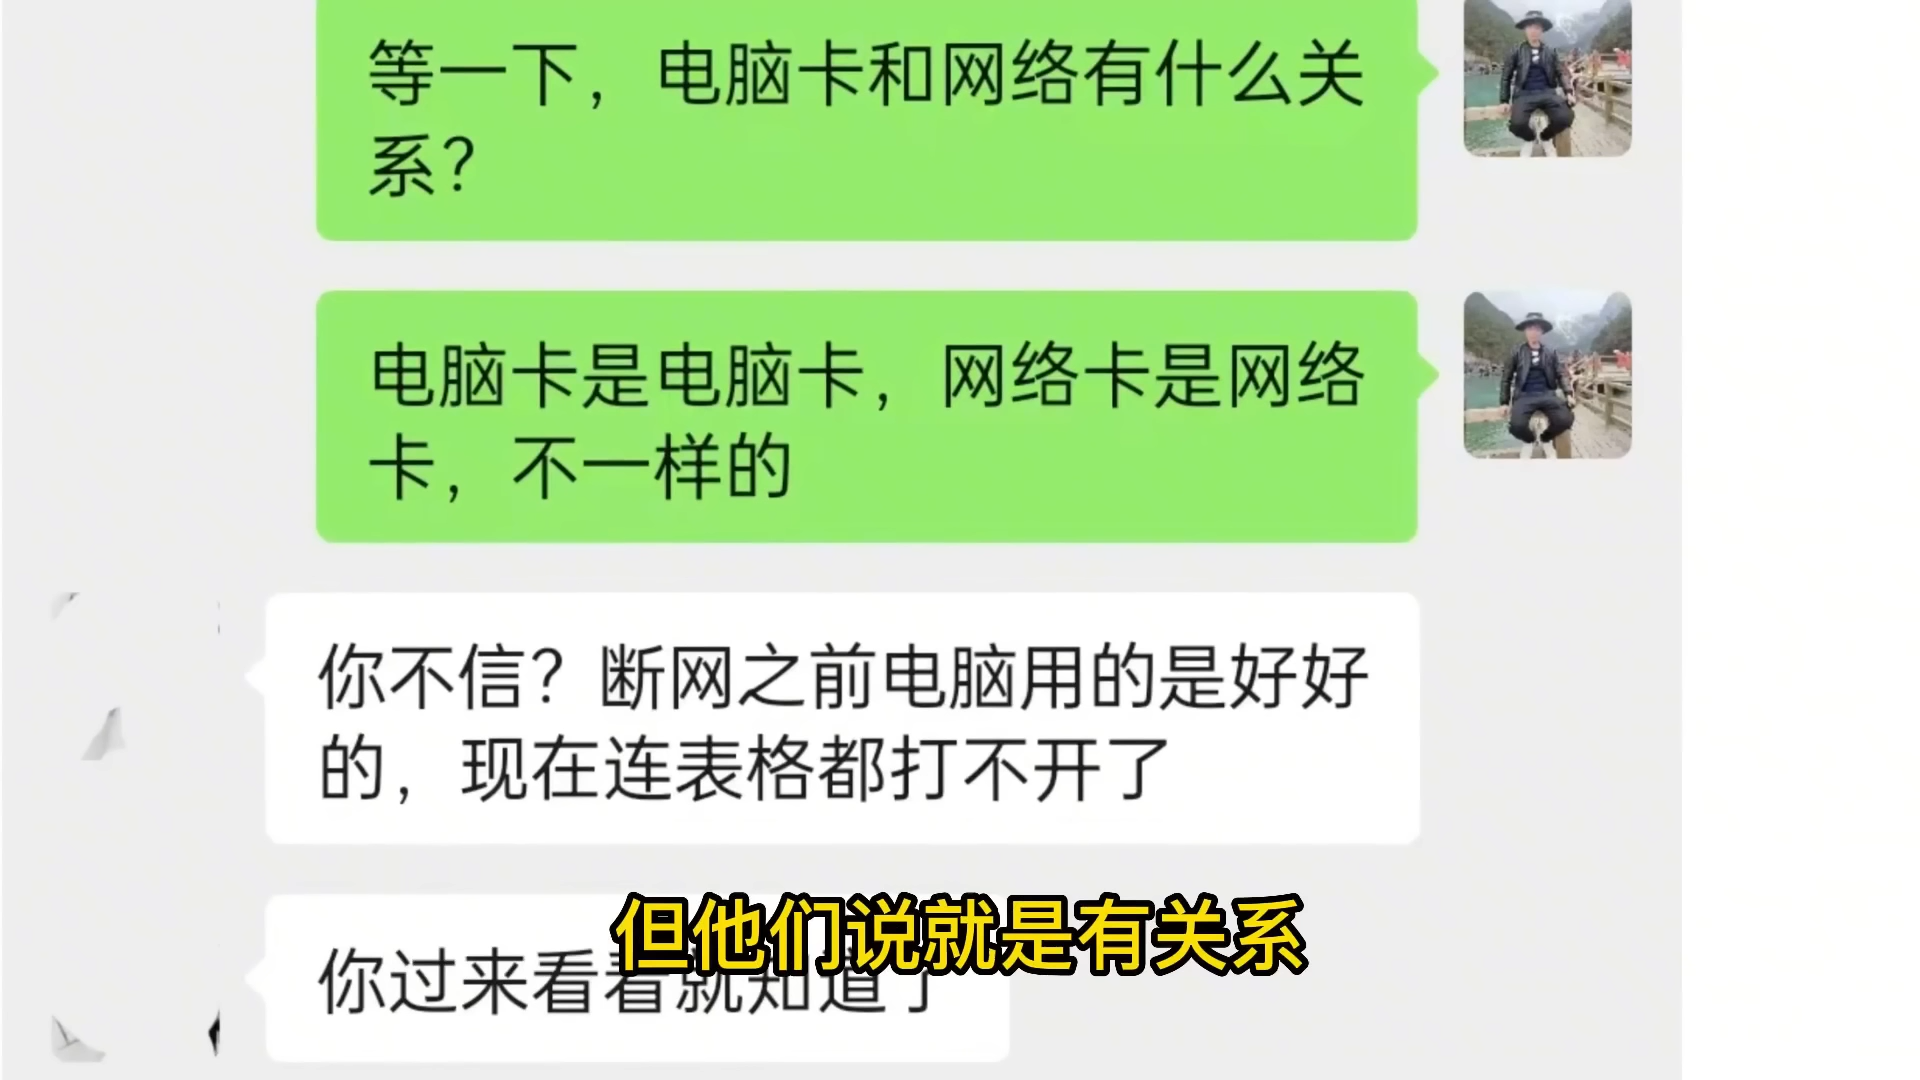 等一下，电脑卡和网络有什么关
系？
电脑卡是电脑卡，网络卡是网络
卡，不一样的
你不信？断网之前电脑用的是好好
的，现在连表格都打不开了
你过来看看就知道了
但他们说就是有关系